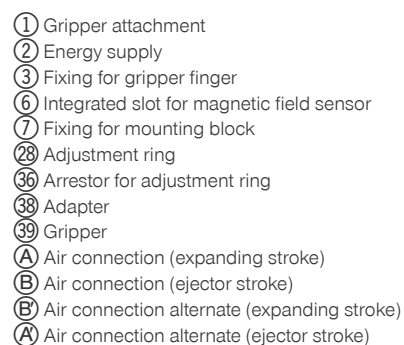 ① Gripper attachment
② Energy supply
③ Fixing for gripper finger
⑥ Integrated slot for magnetic field sensor
⑦ Fixing for mounting block
㉘ Adjustment ring
㊱ Arrestor for adjustment ring
㊳ Adapter
㊴ Gripper
Ⓐ Air connection (expanding stroke)
Ⓑ Air connection (ejector stroke)
Ⓑ' Air connection alternate (expanding stroke)
Ⓐ' Air connection alternate (ejector stroke)